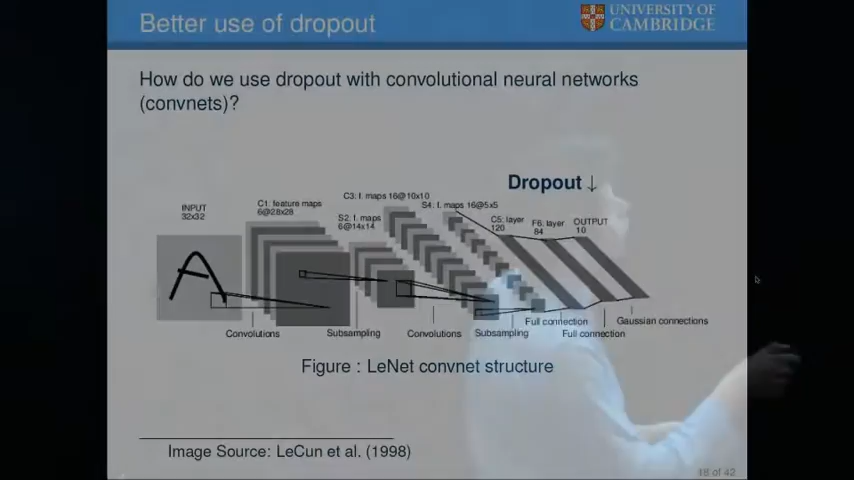 Better use of dropout
UNIVERSITY OF
CAMBRIDGE
How do we use dropout with convolutional neural networks
(convnets)?
Dropout ↓
INPUT
32x32
C1: feature maps
6@28x28
C3: f. maps 16@10x10
S2: f. maps
6@14x14
S4: f. maps 16@5x5
C5: layer
120
F6: layer
84
OUTPUT
10
A
Convolutions
Subsampling
Convolutions
Subsampling
Full connection
Full connection
Gaussian connections
Figure : LeNet convnet structure
Image Source: LeCun et al. (1998)
18 of 42